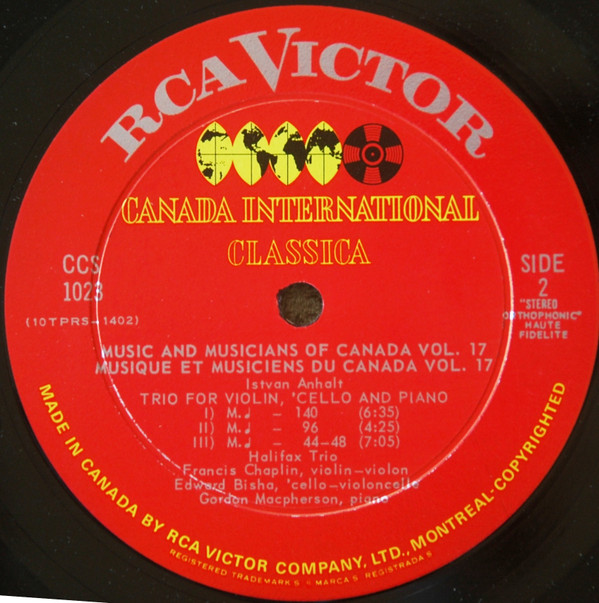 RCA VICTOR
CANADA INTERNATIONAL
CLASSICA
CCS
1023
(10TPRS-1402)
SIDE
2
"STEREO
ORTHOPHONIC"
HAUTE
FIDELITE
MUSIC AND MUSICIANS OF CANADA VOL. 17
MUSIQUE ET MUSICIENS DU CANADA VOL. 17
Istvan Anhalt
TRIO FOR VIOLIN, 'CELLO AND PIANO
I) M.♩ - 140 (6:35)
II) M.♩ - 96 (4:25)
III) M.♩ - 44-48 (7:05)
Halifax Trio
Francis Chaplin, violin-violon
Edward Bisha, 'cello-violoncelle
Gordon Macpherson, piano
MADE IN CANADA BY RCA VICTOR COMPANY, LTD., MONTREAL-COPYRIGHTED
REGISTERED TRADEMARKS - MARCAS REGISTRADAS